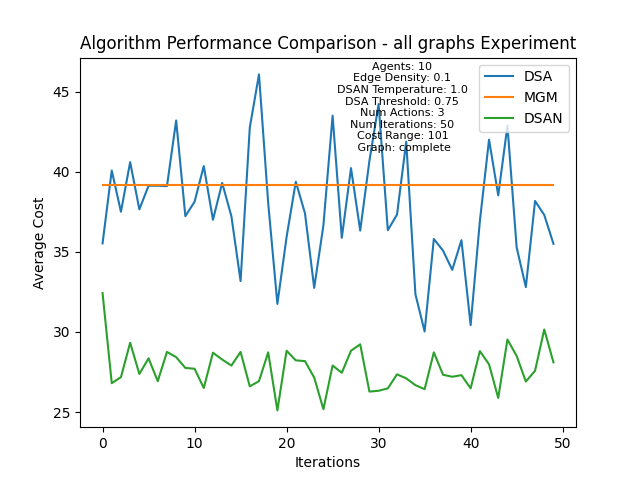 Algorithm Performance Comparison - all graphs Experiment
Agents: 10
Edge Density: 0.1
DSAN Temperature: 1.0
DSA Threshold: 0.75
Num Actions: 3
Num Iterations: 50
Cost Range: 101
Graph: complete
DSA
MGM
DSAN
Average Cost
45
40
35
30
25
0 10 20 30 40 50
Iterations